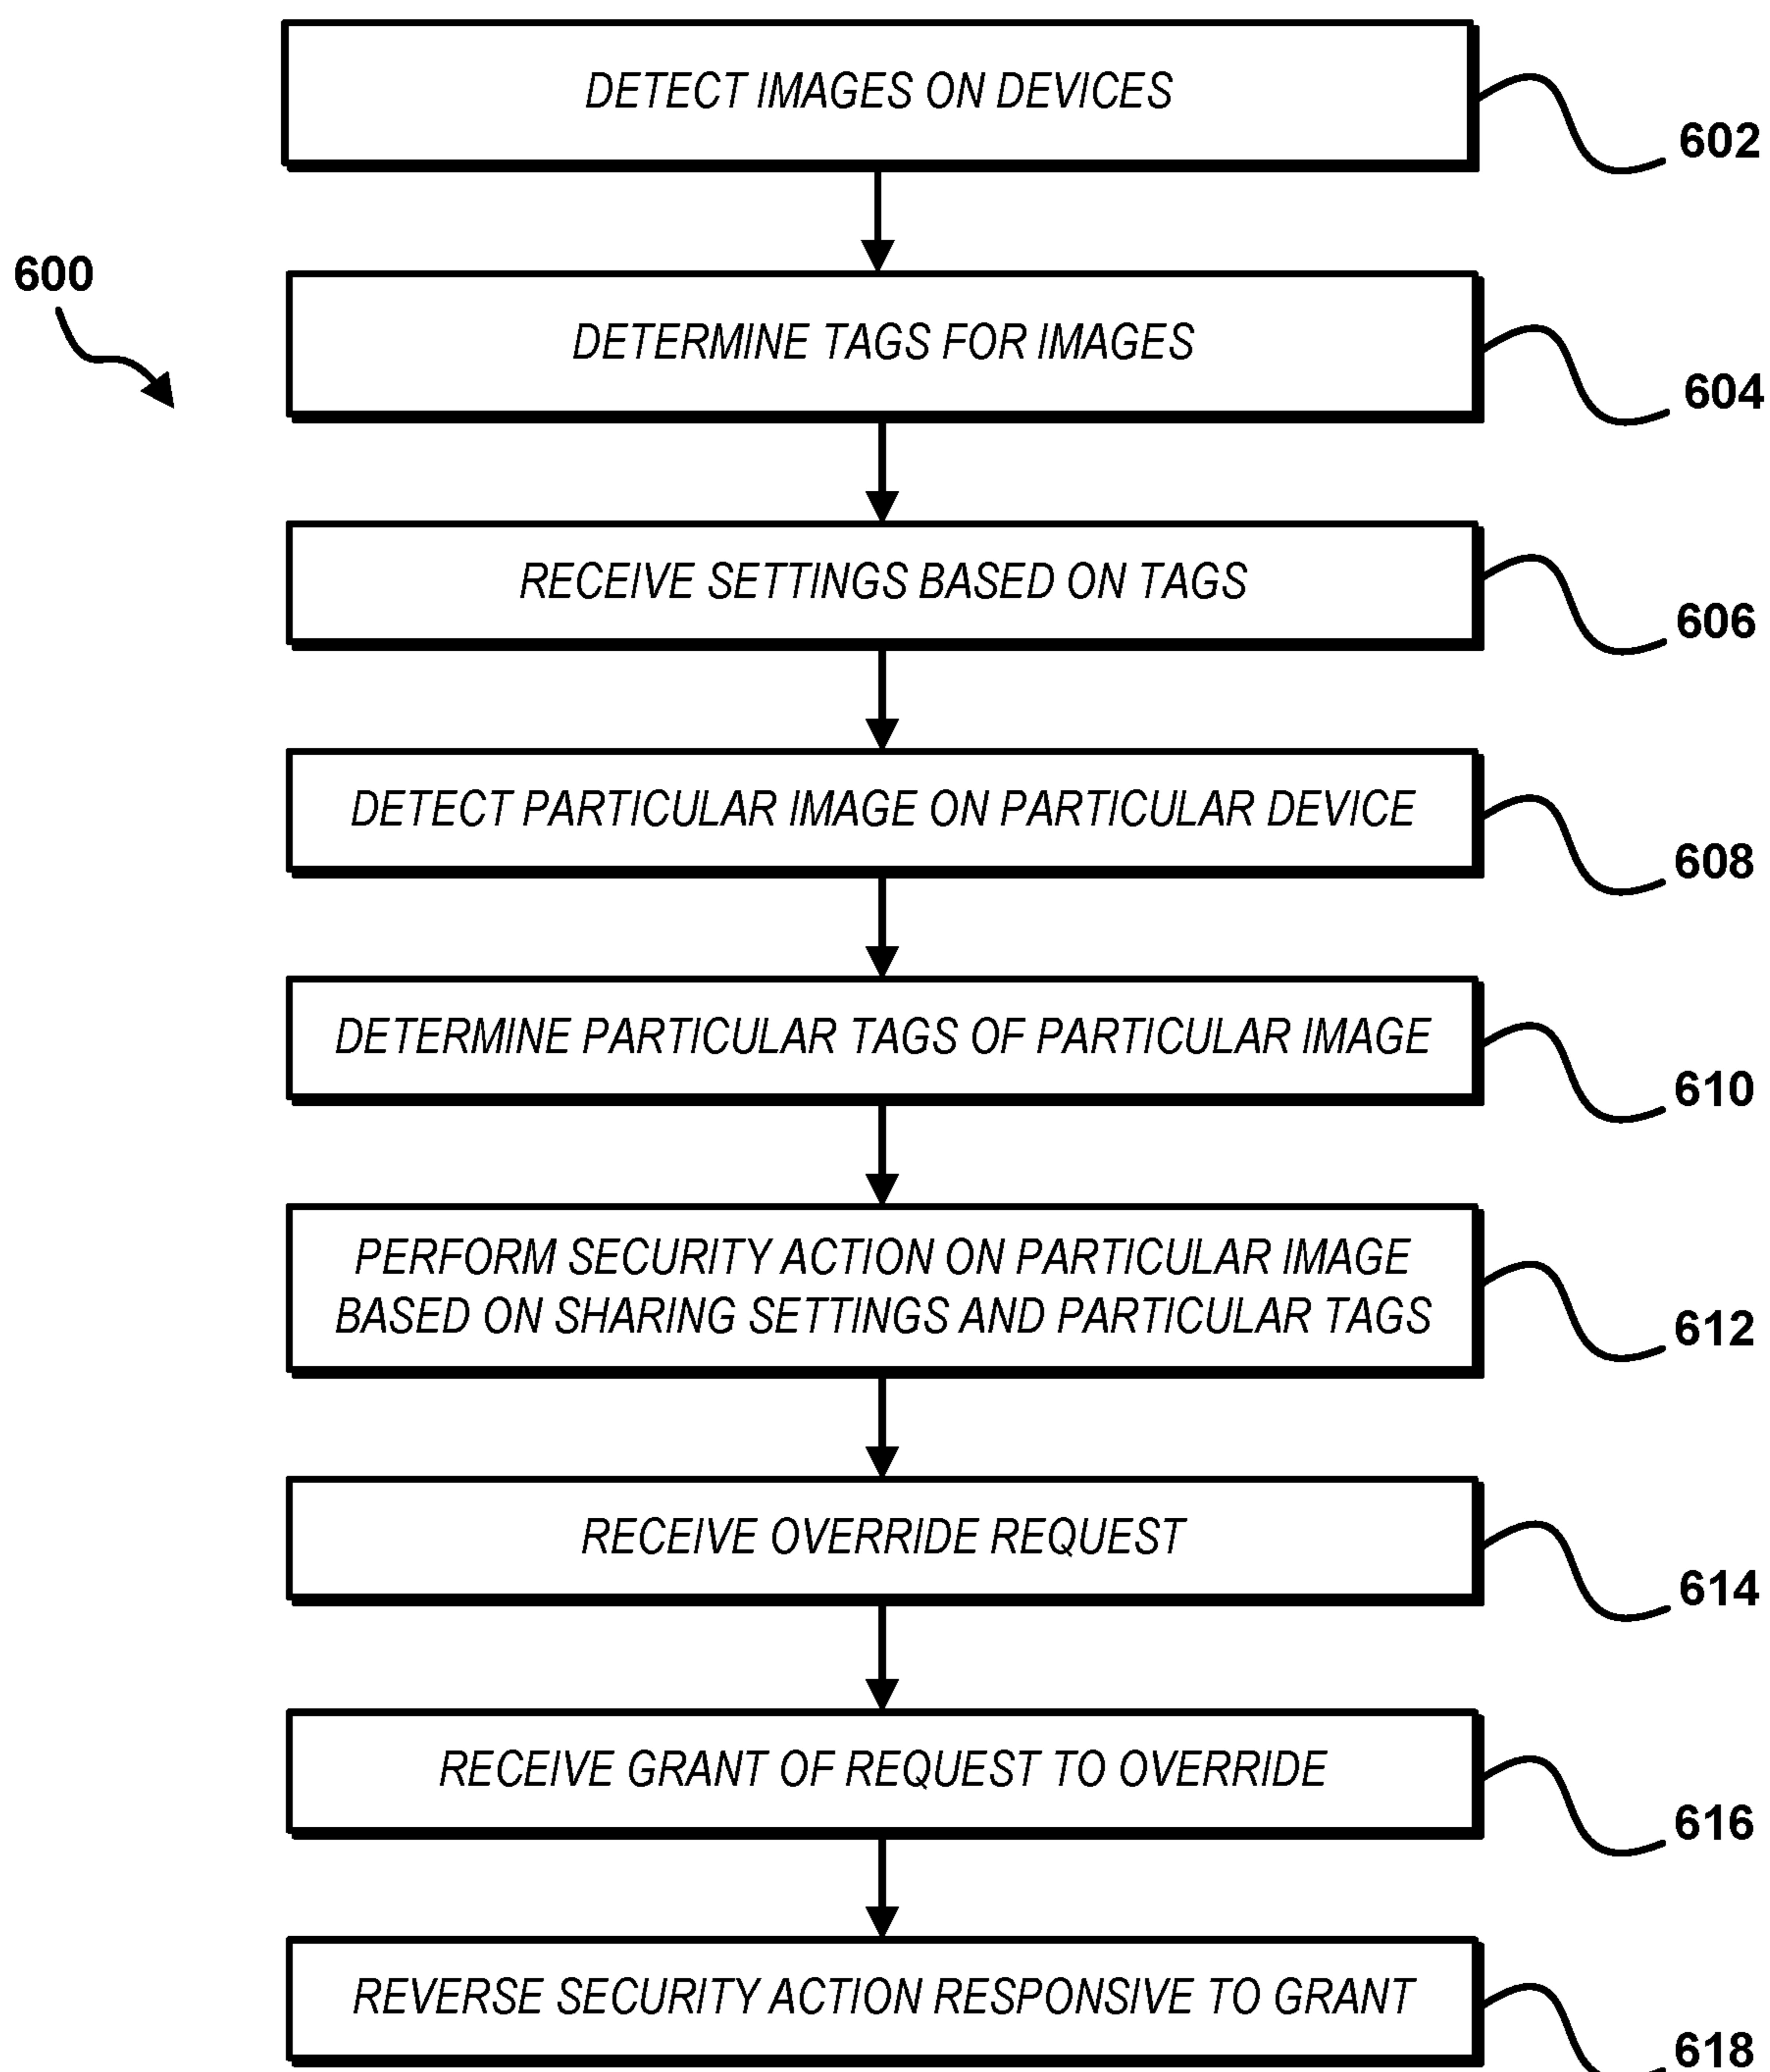 DETECT IMAGES ON DEVICES
602
600
DETERMINE TAGS FOR IMAGES
604
RECEIVE SETTINGS BASED ON TAGS
606
DETECT PARTICULAR IMAGE ON PARTICULAR DEVICE
608
DETERMINE PARTICULAR TAGS OF PARTICULAR IMAGE
610
PERFORM SECURITY ACTION ON PARTICULAR IMAGE
BASED ON SHARING SETTINGS AND PARTICULAR TAGS
612
RECEIVE OVERRIDE REQUEST
614
RECEIVE GRANT OF REQUEST TO OVERRIDE
616
REVERSE SECURITY ACTION RESPONSIVE TO GRANT
618